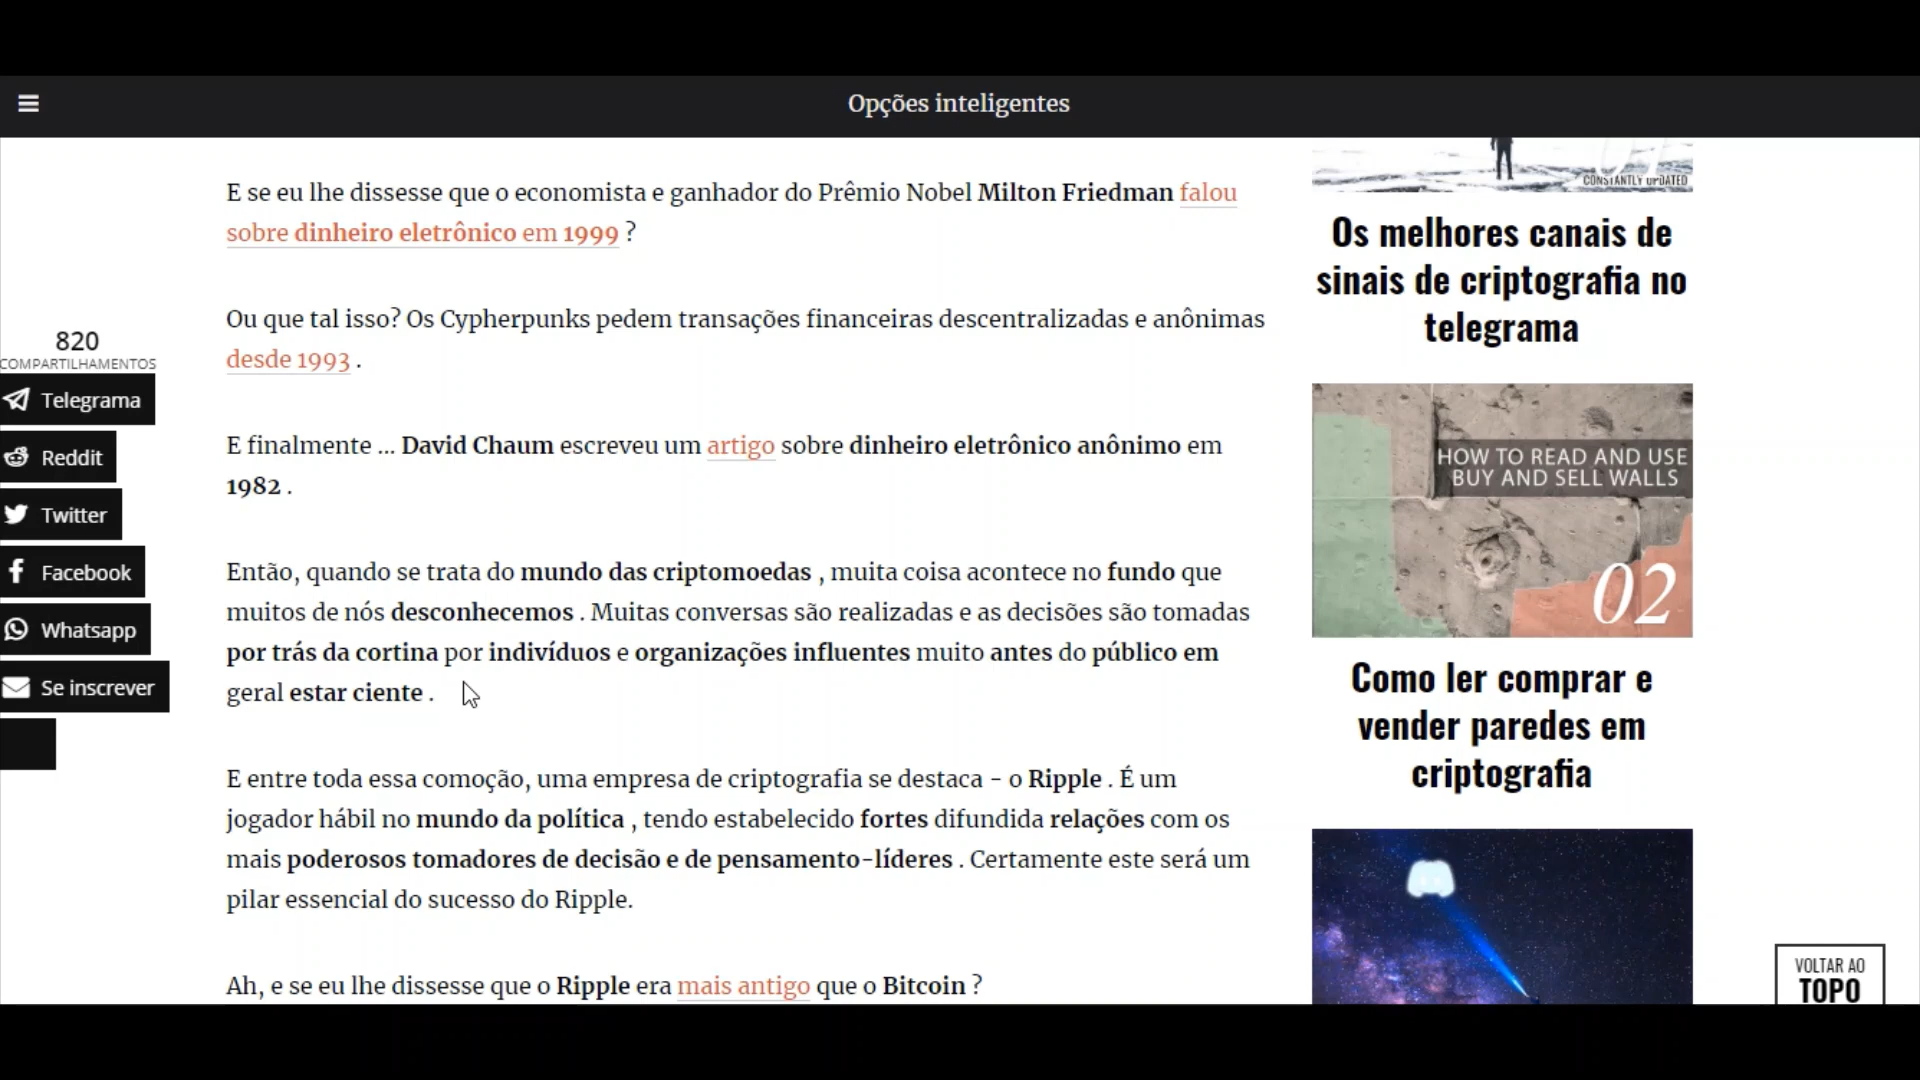 Opções inteligentes
E se eu lhe dissesse que o economista e ganhador do Prêmio Nobel Milton Friedman falou
sobre dinheiro eletrônico em 1999 ?
Ou que tal isso? Os Cypherpunks pedem transações financeiras descentralizadas e anônimas
desde 1993 .
E finalmente ... David Chaum escreveu um artigo sobre dinheiro eletrônico anônimo em
1982 .
Então, quando se trata do mundo das criptomoedas , muita coisa acontece no fundo que
muitos de nós desconhecemos . Muitas conversas são realizadas e as decisões são tomadas
por trás da cortina por indivíduos e organizações influentes muito antes do público em
geral estar ciente .
E entre toda essa comoção, uma empresa de criptografia se destaca - o Ripple . É um
jogador hábil no mundo da política , tendo estabelecido fortes difundida relações com os
mais poderosos tomadores de decisão e de pensamento-líderes . Certamente este será um
pilar essencial do sucesso do Ripple.
Ah, e se eu lhe dissesse que o Ripple era mais antigo que o Bitcoin ?
820
COMPARTILHAMENTOS
Telegrama
Reddit
Twitter
Facebook
Whatsapp
Se inscrever
CONSTANTLY UPDATED
Os melhores canais de
sinais de criptografia no
telegrama
HOW TO READ AND USE
BUY AND SELL WALLS
02
Como ler comprar e
vender paredes em
criptografia
VOLTAR AO
TOPO